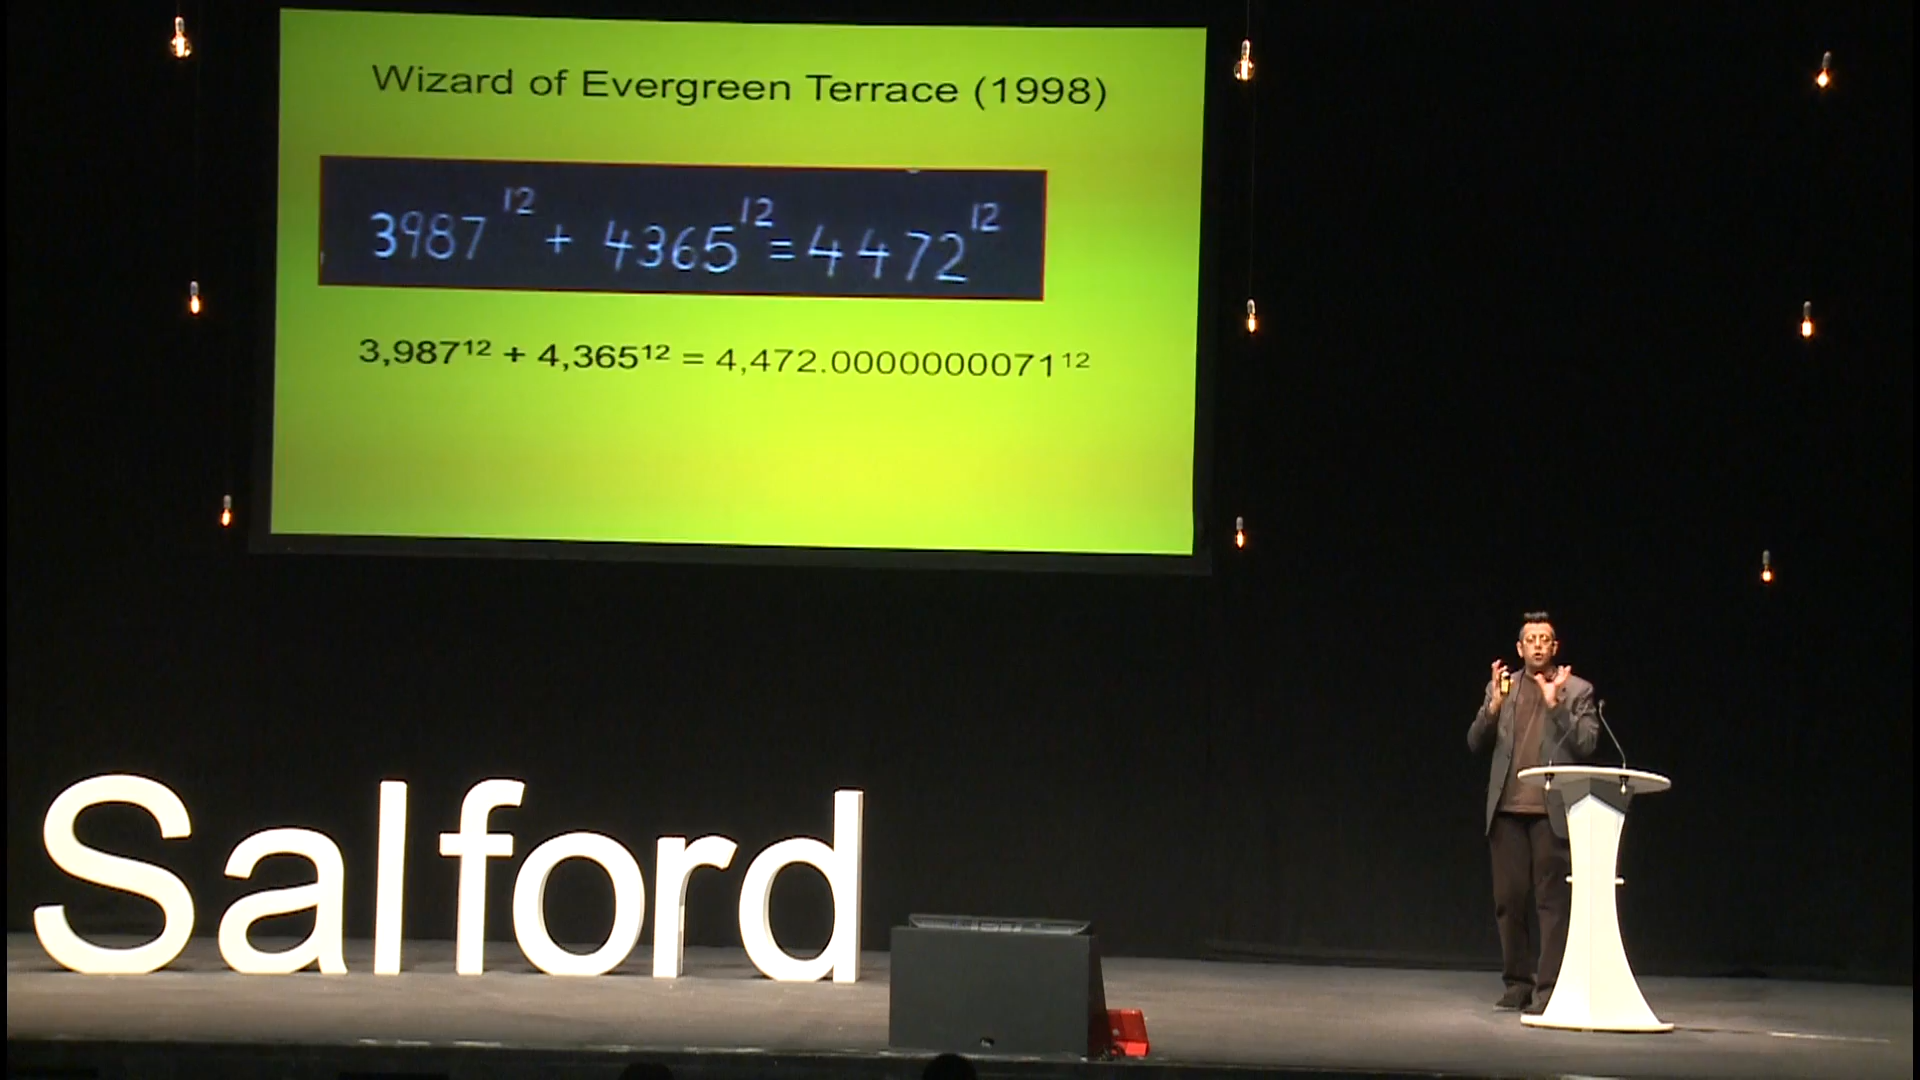 Wizard of Evergreen Terrace (1998)
3987¹² + 4365¹² = 4472¹²
3,987¹² + 4,365¹² = 4,472.0000000071¹²
Salford